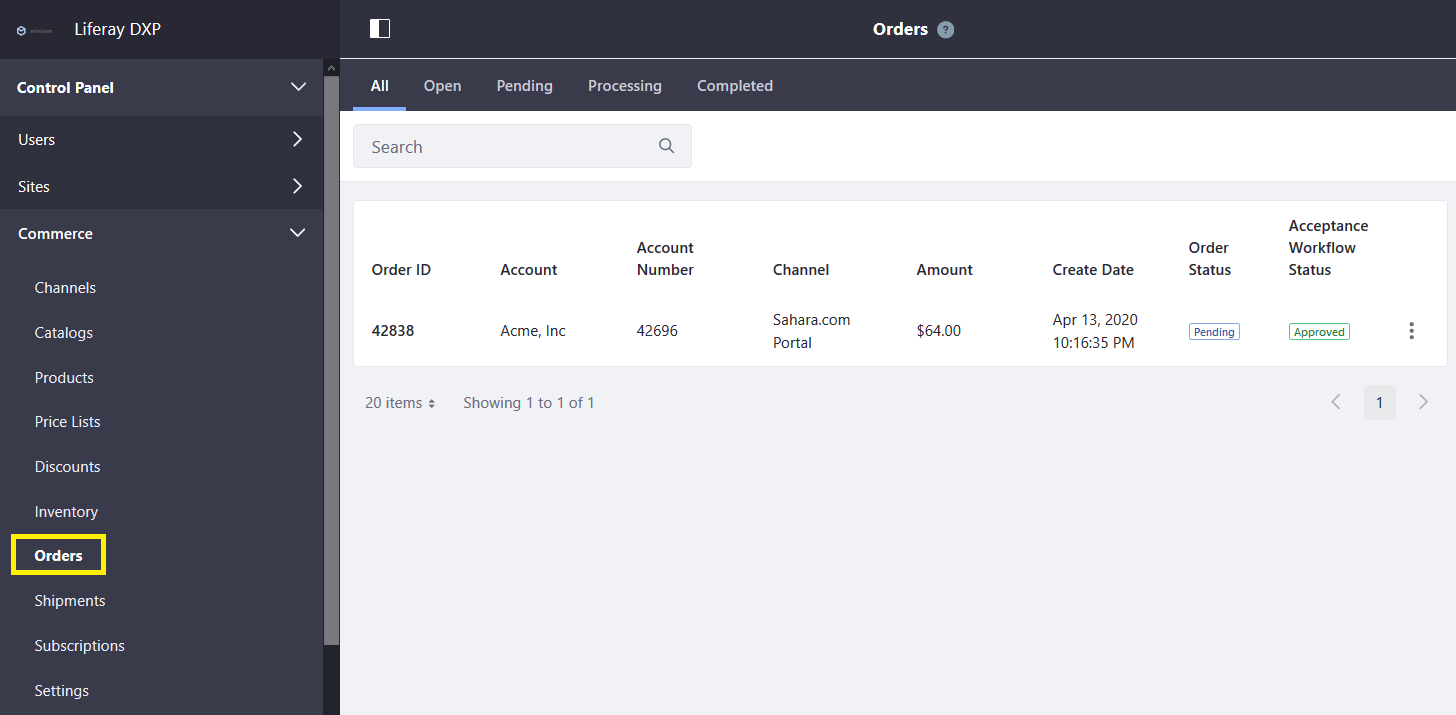 Liferay DXP
Orders ?
Control Panel
Users
Sites
Commerce
Channels
Catalogs
Products
Price Lists
Discounts
Inventory
Orders
Shipments
Subscriptions
Settings
All Open Pending Processing Completed
Search
Order ID Account Account Number Channel Amount Create Date Order Status Acceptance Workflow Status
42838 Acme, Inc 42696 Sahara.com Portal $64.00 Apr 13, 2020 10:16:35 PM Pending Approved
20 items Showing 1 to 1 of 1 1